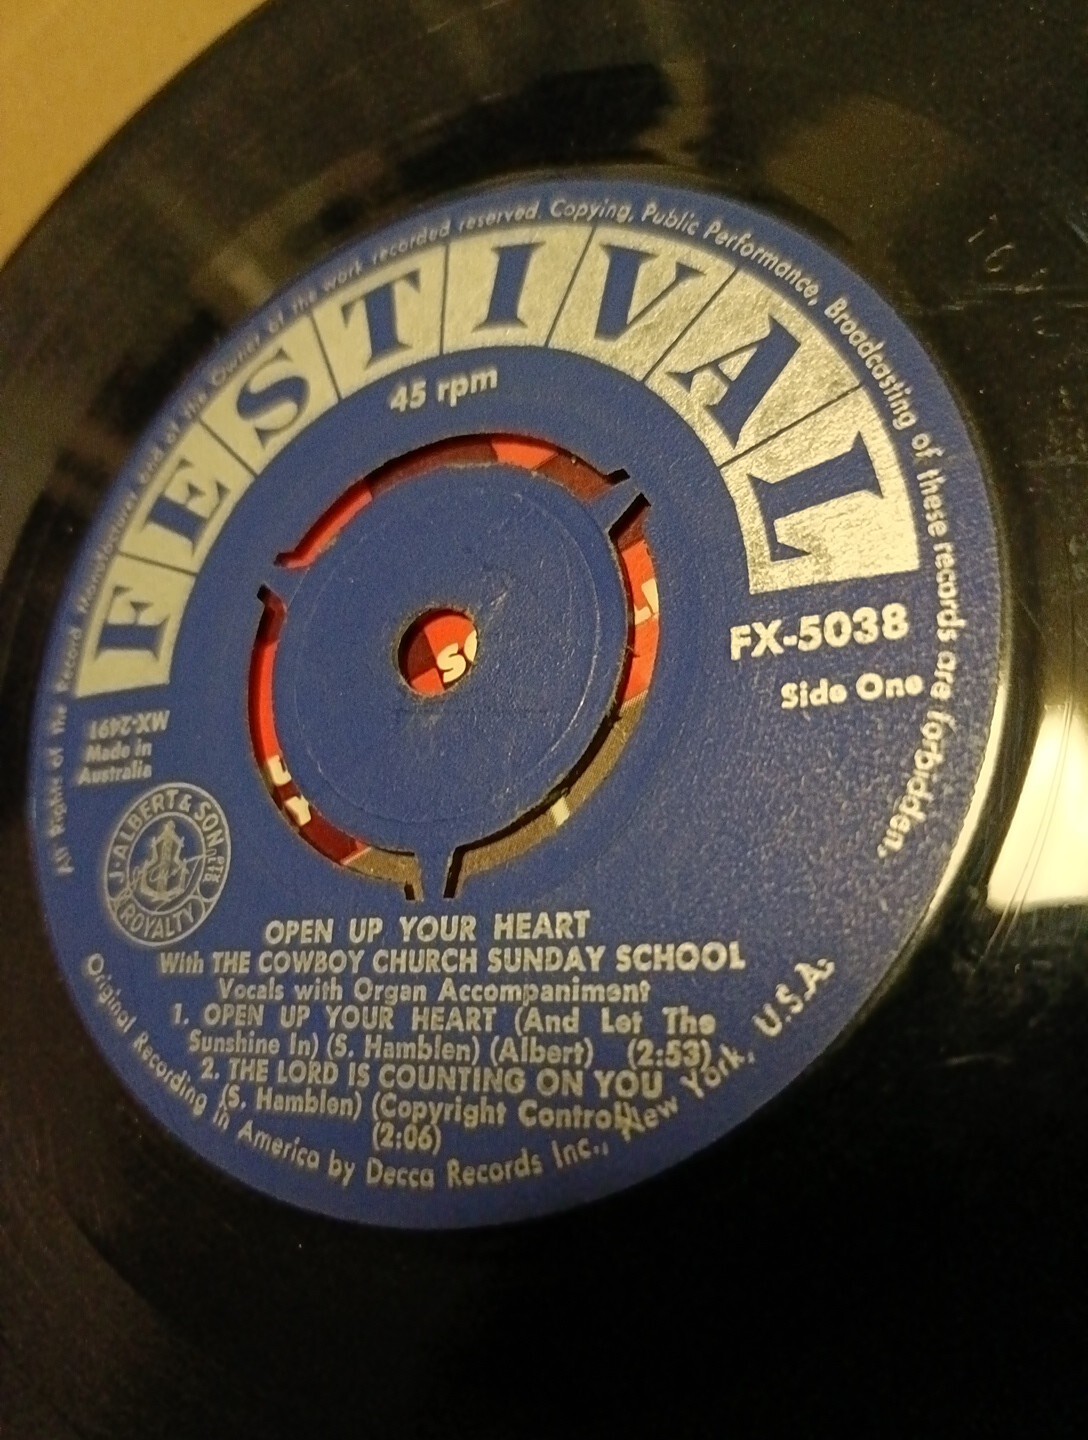 All Rights of the Record Manufacturer and of the Owner of the work recorded reserved. Copying, Public Performance, Broadcasting of these records are forbidden.
FESTIVAL
45 rpm
FX-5038
Side One
MX-2491
Made in
Australia
J. ALBERT & SON PTY. LTD.
ROYALTY
OPEN UP YOUR HEART
With THE COWBOY CHURCH SUNDAY SCHOOL
Vocals with Organ Accompaniment
1. OPEN UP YOUR HEART (And Let The
Sunshine In) (S. Hamblen) (Albert) (2:53)
2. THE LORD IS COUNTING ON YOU
(S. Hamblen) (Copyright Control)
(2:06)
Original Recording in America by Decca Records Inc., New York, U.S.A.